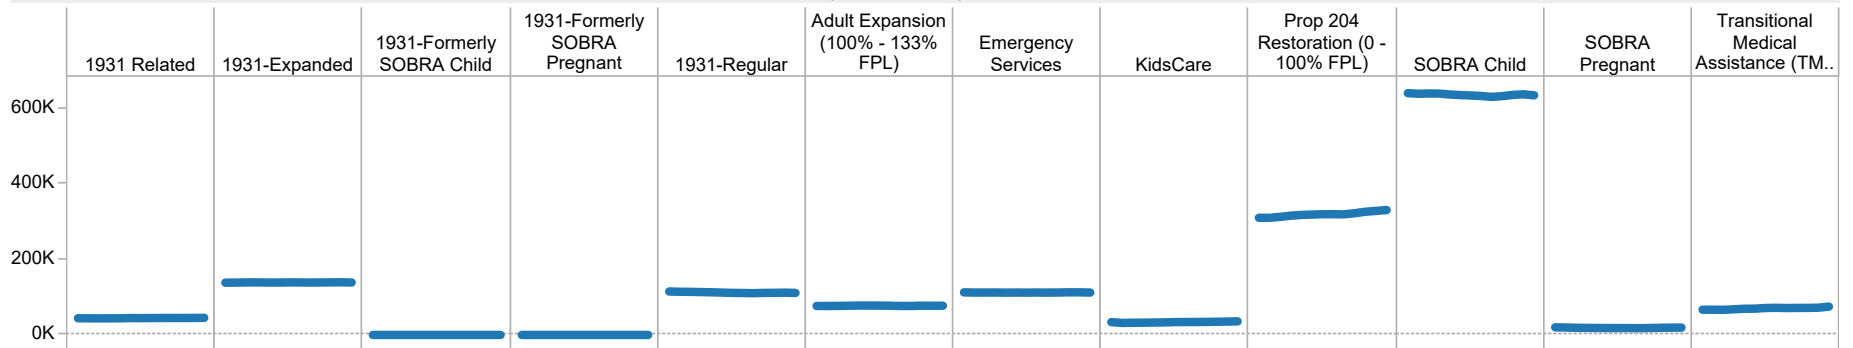 1931 Related
1931-Expanded
1931-Formerly
SOBRA Child
1931-Formerly
SOBRA
Pregnant
1931-Regular
Adult Expansion
(100% - 133%
FPL)
Emergency
Services
KidsCare
Prop 204
Restoration (0 -
100% FPL)
SOBRA Child
SOBRA
Pregnant
Transitional
Medical
Assistance (TM..
600K
400K
200K
0K